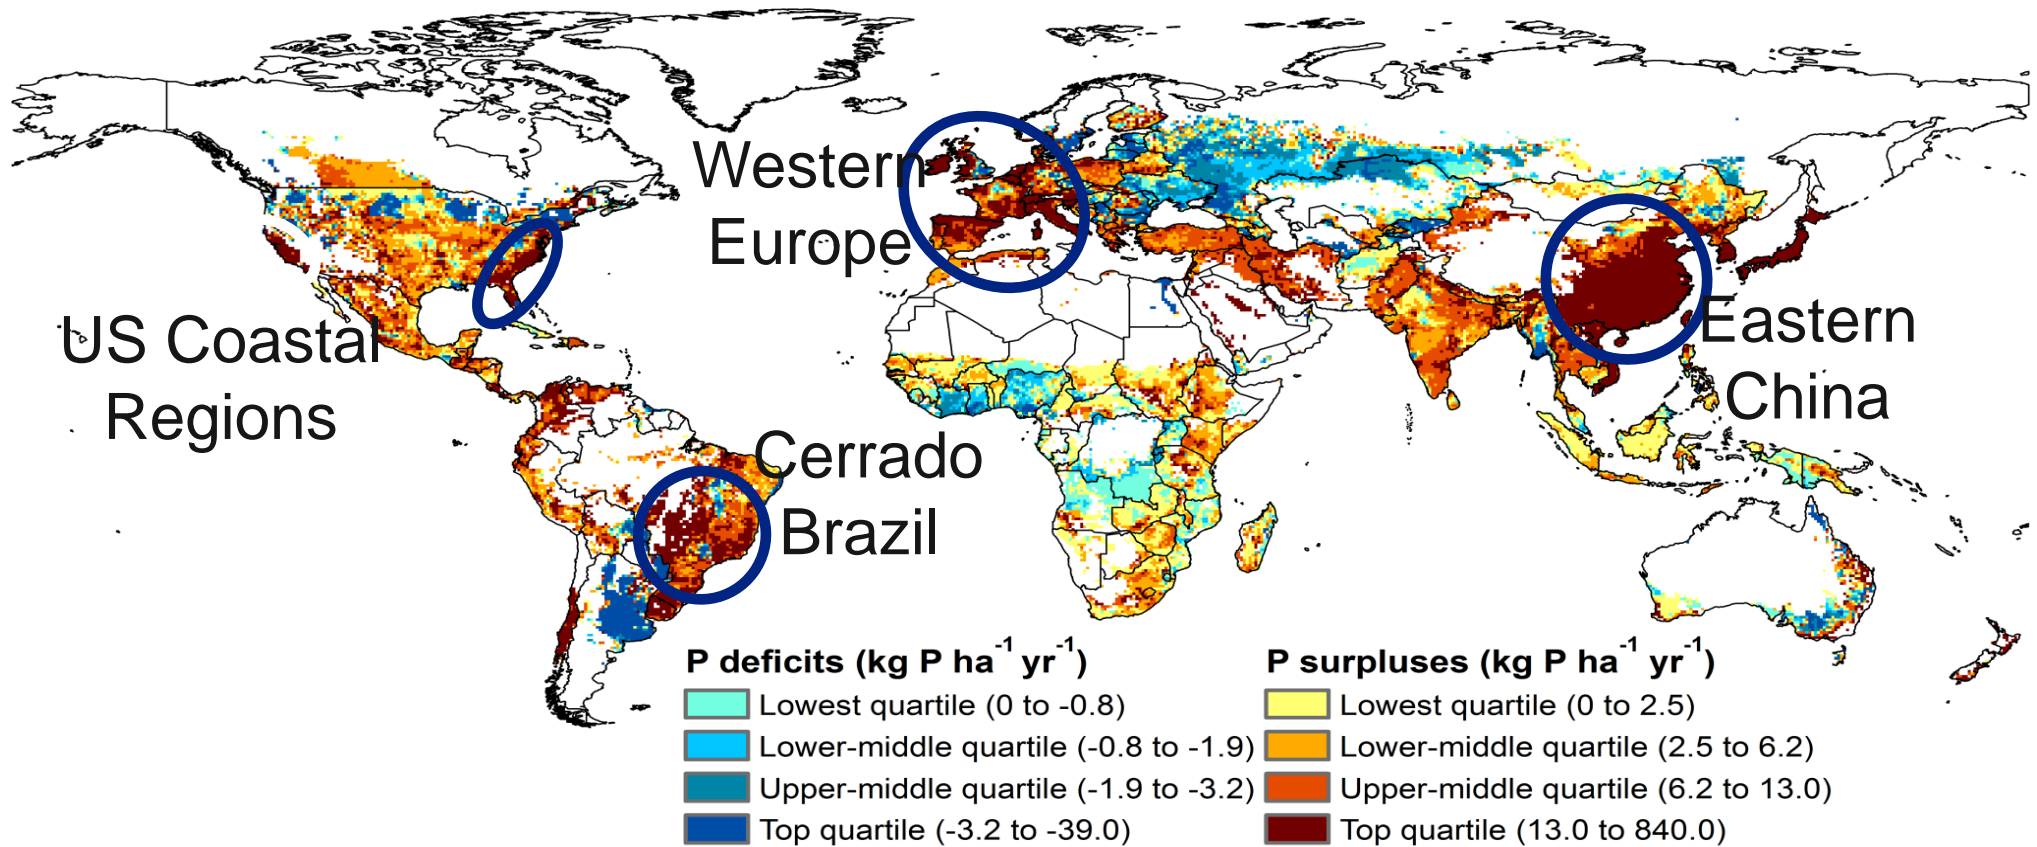 Western
Europe
US Coastal
Regions
Eastern
China
Cerrado
Brazil
P deficits (kg P ha⁻¹ yr⁻¹)
Lowest quartile (0 to -0.8)
Lower-middle quartile (-0.8 to -1.9)
Upper-middle quartile (-1.9 to -3.2)
Top quartile (-3.2 to -39.0)
P surpluses (kg P ha⁻¹ yr⁻¹)
Lowest quartile (0 to 2.5)
Lower-middle quartile (2.5 to 6.2)
Upper-middle quartile (6.2 to 13.0)
Top quartile (13.0 to 840.0)